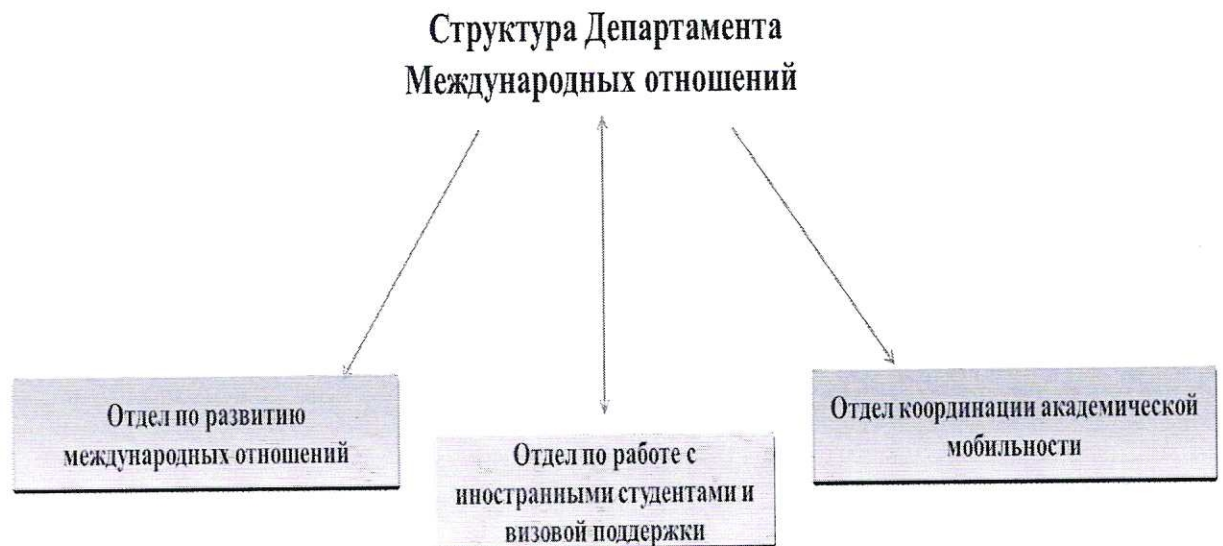 Структура Департамента
Международных отношений
Отдел по развитию
международных отношений
Отдел по работе с
иностранными студентами и
визовой поддержки
Отдел координации академической
мобильности